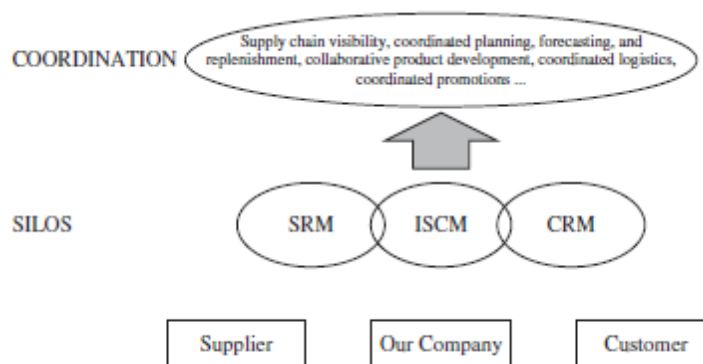 Supply chain visibility, coordinated planning, forecasting, and
COORDINATION
replenishment, collaborative product development, coordinated logistics,
coordinated promotions ...
SILOS
SRM
ISCM
CRM
Supplier
Our Company
Customer